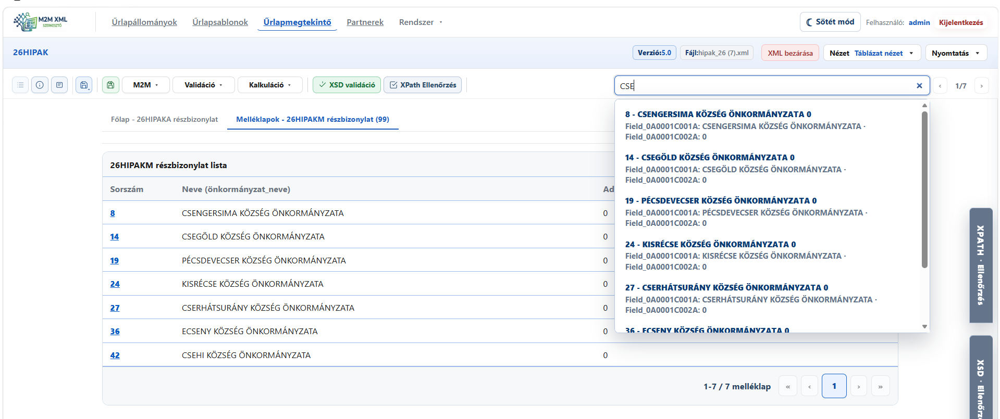 M2M XML
SZERKESZTŐ
Űrlapállományok Űrlapsablonok Űrlapmegtekintő Partnerek Rendszer
Sötét mód Felhasználó: admin Kijelentkezés
26HIPAK
Verzió:5.0 Fájl:hipak_26 (7).xml XML bezárása Nézet Táblázat nézet Nyomtatás
M2M Validáció Kalkuláció XSD validáció XPath Ellenőrzés
CSE
1/7
Főlap - 26HIPAKA részbizonylat Melléklapok - 26HIPAKM részbizonylat (99)
8 - CSENGERSIMA KÖZSÉG ÖNKORMÁNYZATA 0
Field_0A0001C001A: CSENGERSIMA KÖZSÉG ÖNKORMÁNYZATA ·
Field_0A0001C002A: 0
14 - CSEGÖLD KÖZSÉG ÖNKORMÁNYZATA 0
Field_0A0001C001A: CSEGÖLD KÖZSÉG ÖNKORMÁNYZATA ·
Field_0A0001C002A: 0
19 - PÉCSDEVECSER KÖZSÉG ÖNKORMÁNYZATA 0
Field_0A0001C001A: PÉCSDEVECSER KÖZSÉG ÖNKORMÁNYZATA ·
Field_0A0001C002A: 0
24 - KISRÉCSE KÖZSÉG ÖNKORMÁNYZATA 0
Field_0A0001C001A: KISRÉCSE KÖZSÉG ÖNKORMÁNYZATA ·
Field_0A0001C002A: 0
27 - CSERHÁTSURÁNY KÖZSÉG ÖNKORMÁNYZATA 0
Field_0A0001C001A: CSERHÁTSURÁNY KÖZSÉG ÖNKORMÁNYZATA ·
Field_0A0001C002A: 0
36 - ECSENY KÖZSÉG ÖNKORMÁNYZATA 0
26HIPAKM részbizonylat lista
Sorszám Neve (önkormányzat_neve) Ad
8 CSENGERSIMA KÖZSÉG ÖNKORMÁNYZATA 0
14 CSEGÖLD KÖZSÉG ÖNKORMÁNYZATA 0
19 PÉCSDEVECSER KÖZSÉG ÖNKORMÁNYZATA 0
24 KISRÉCSE KÖZSÉG ÖNKORMÁNYZATA 0
27 CSERHÁTSURÁNY KÖZSÉG ÖNKORMÁNYZATA 0
36 ECSENY KÖZSÉG ÖNKORMÁNYZATA 0
42 CSEHI KÖZSÉG ÖNKORMÁNYZATA 0
1-7 / 7 melléklap « ‹ 1 › »
XPATH · Ellenőrzés
XSD · Ellenőrz